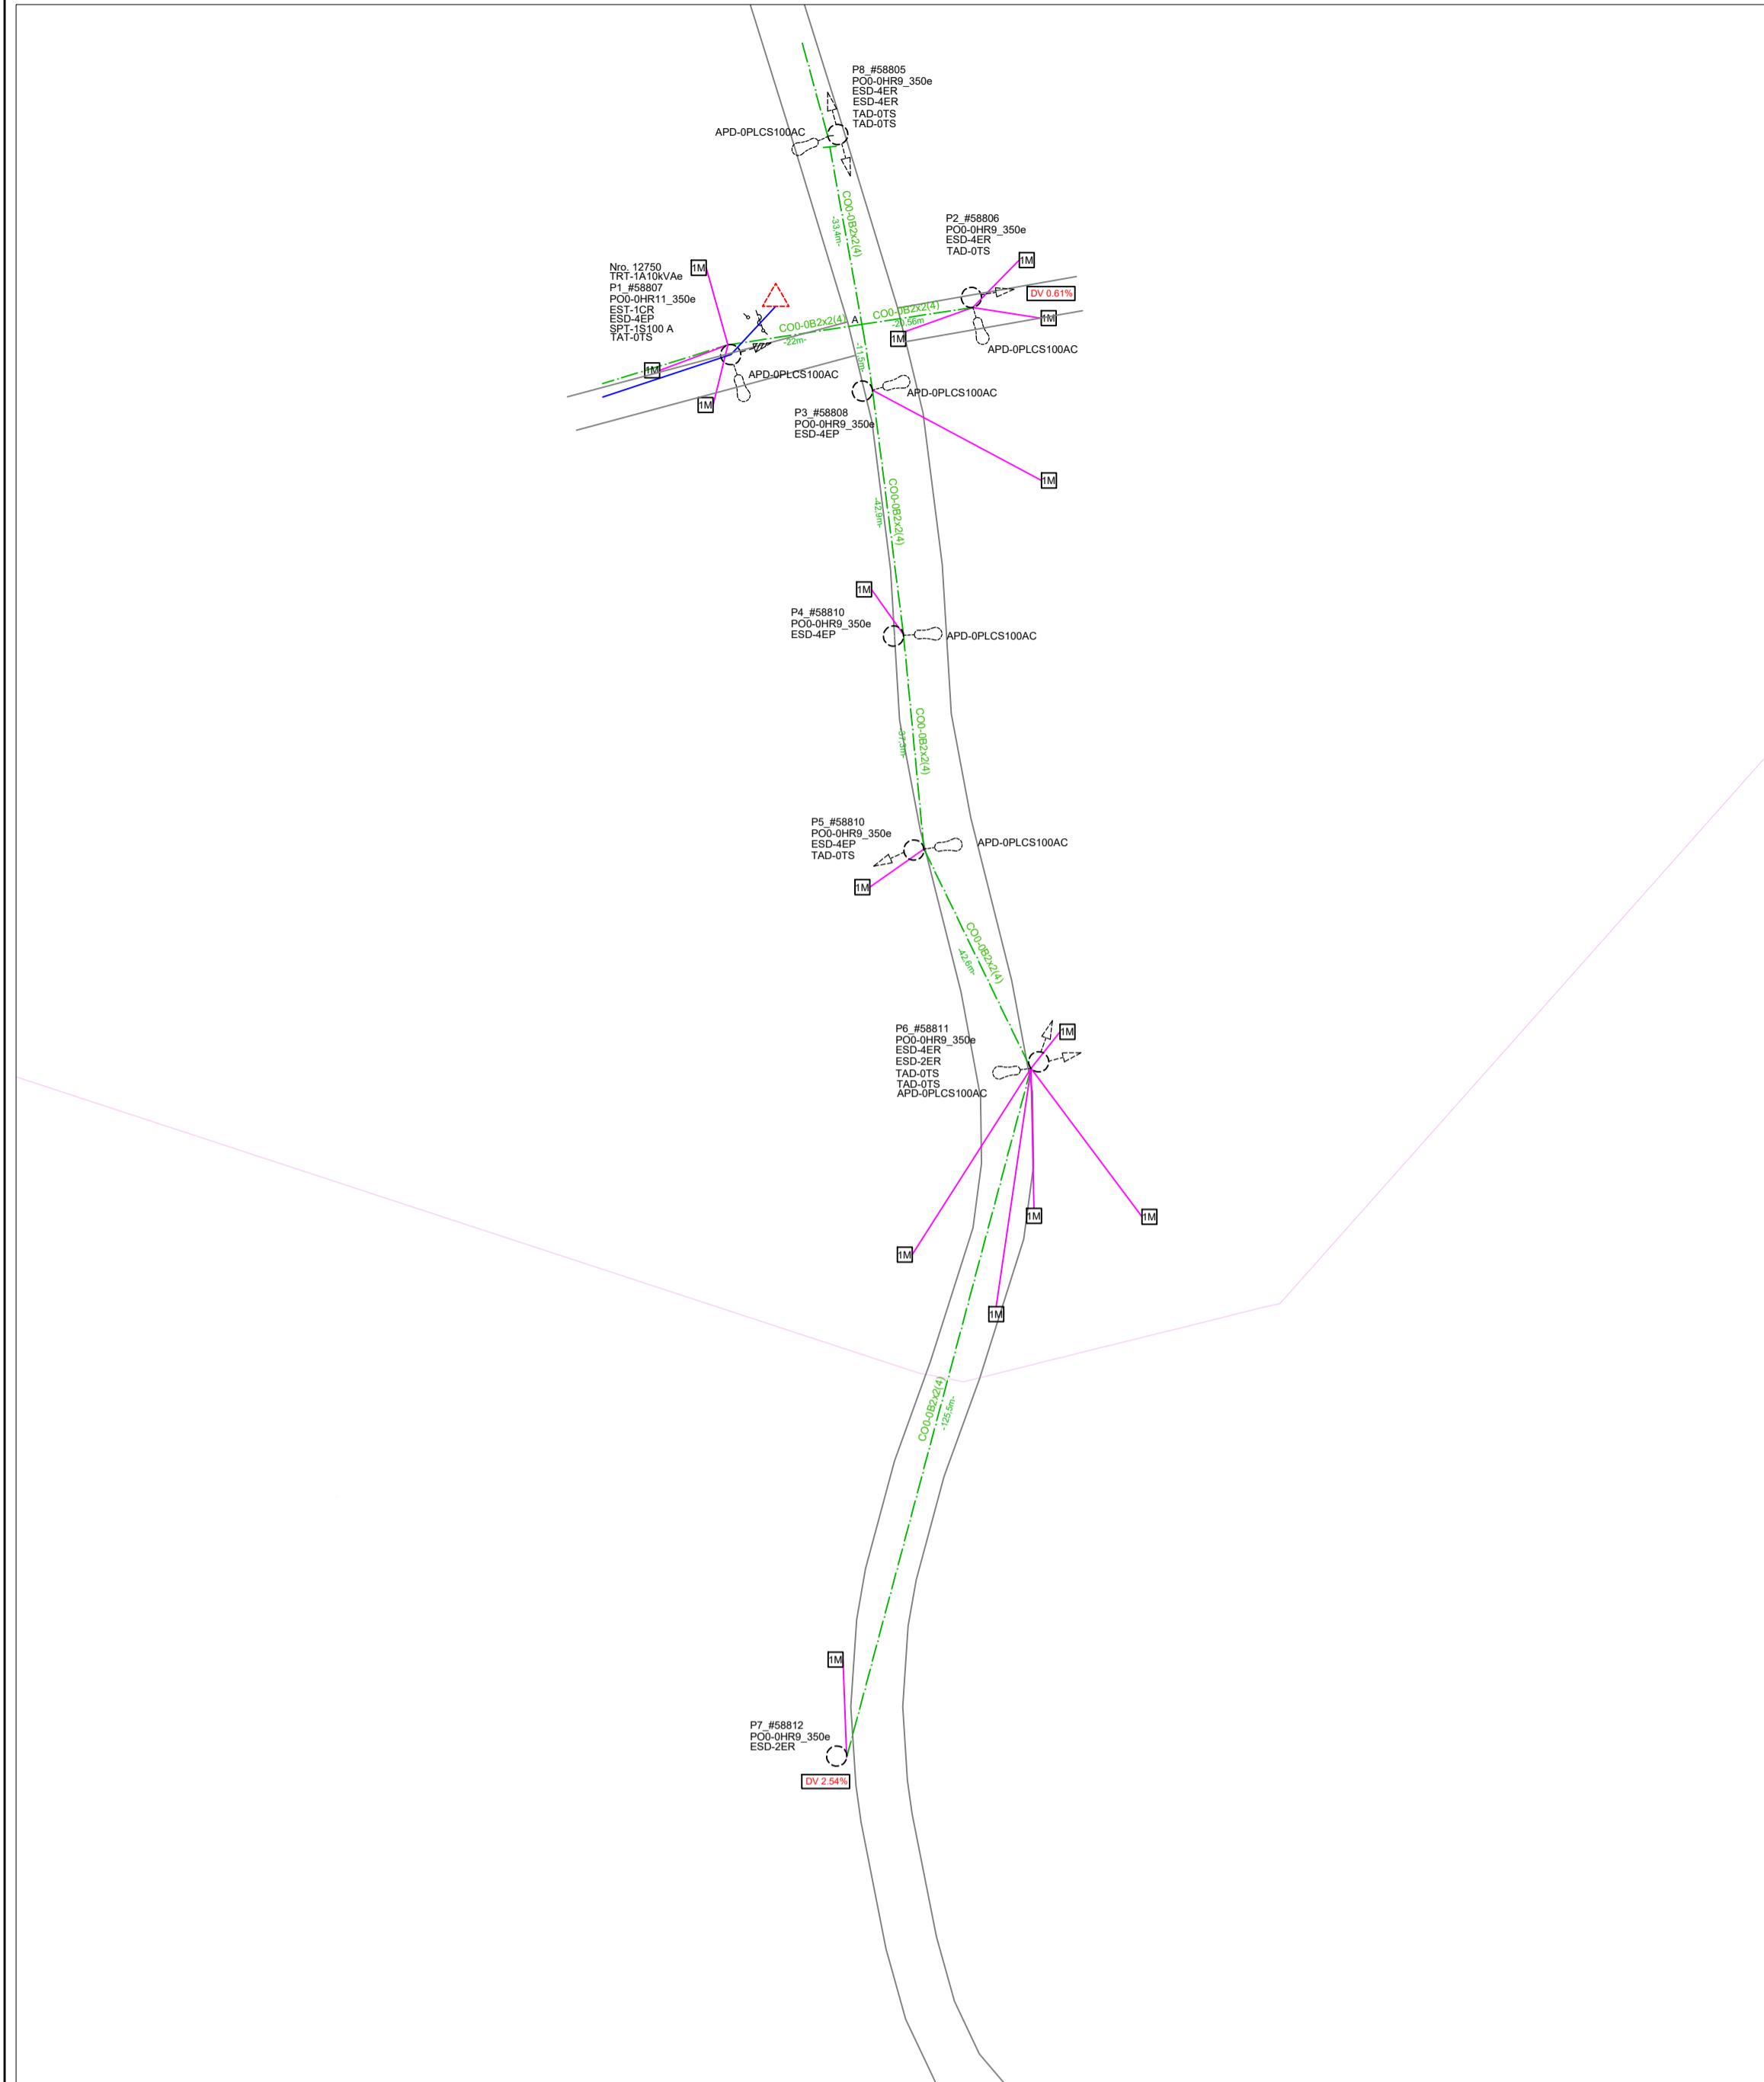 P8_#58805
PO0-0HR9_350e
ESD-4ER
ESD-4ER
TAD-0TS
TAD-0TS
APD-0PLCS100AC
CO0-0B2x2(4)
-33.4m-
P2_#58806
PO0-0HR9_350e
ESD-4ER
TAD-0TS
1M
DV 0.61%
1M
1M
APD-0PLCS100AC
Nro. 12750
TRT-1A10kVAe
P1_#58807
PO0-0HR11_350e
EST-1CR
ESD-4EP
SPT-1S100 A
TAT-0TS
1M
CO0-0B2x2(4)
-22m-
A
CO0-0B2x2(4)
-20.56m
1M
1M
APD-0PLCS100AC
-11.5m-
APD-0PLCS100AC
P3_#58808
PO0-0HR9_350e
ESD-4EP
1M
CO0-0B2x2(4)
-42.9m-
1M
P4_#58810
PO0-0HR9_350e
ESD-4EP
APD-0PLCS100AC
CO0-0B2x2(4)
-37.3m-
P5_#58810
PO0-0HR9_350e
ESD-4EP
TAD-0TS
APD-0PLCS100AC
1M
CO0-0B2x2(4)
-42.6m-
P6_#58811
PO0-0HR9_350e
ESD-4ER
ESD-2ER
TAD-0TS
TAD-0TS
APD-0PLCS100AC
1M
1M
1M
1M
1M
CO0-0B2x2(4)
-125.5m-
1M
P7_#58812
PO0-0HR9_350e
ESD-2ER
DV 2.54%